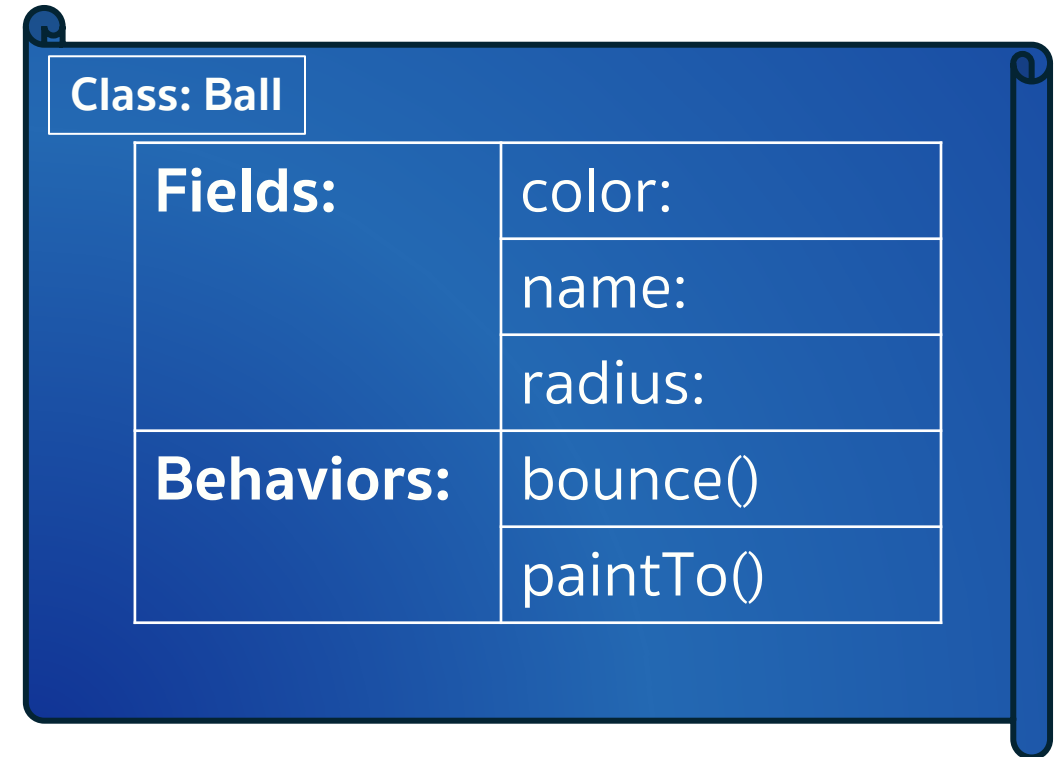 Class: Ball
Fields:
color:
name:
radius:
Behaviors:
bounce()
paintTo()